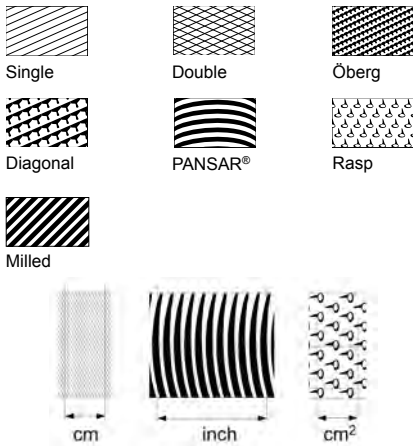 Single Double Öberg
Diagonal PANSAR® Rasp
Milled
cm inch cm²